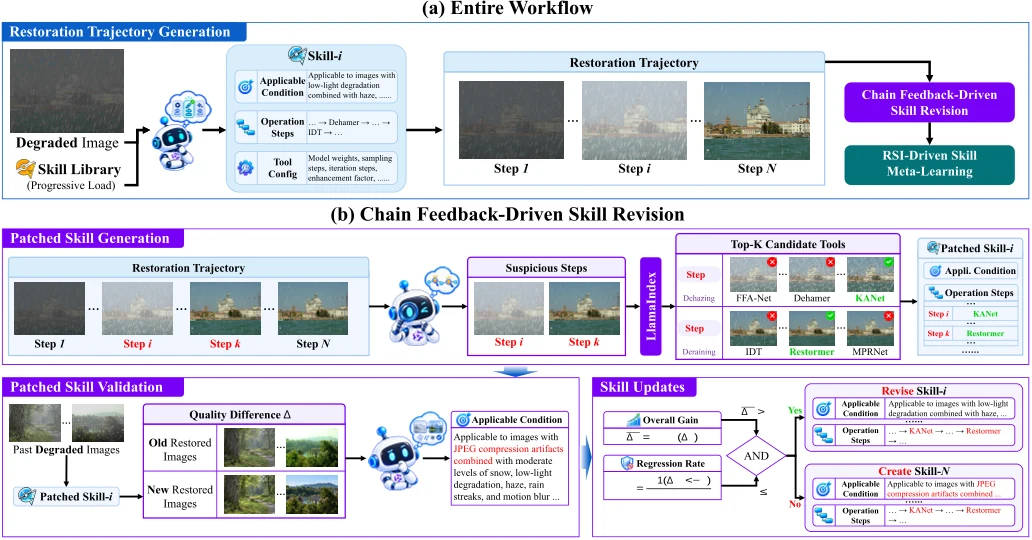 (a) Entire Workflow
Restoration Trajectory Generation
Degraded Image
Skill Library
(Progressive Load)
Skill-i
Applicable
Condition
Applicable to images with
low-light degradation
combined with haze, ......
Operation
Steps
... → Dehamer → ... →
IDT → ...
Tool
Config
Model weights, sampling
steps, iteration steps,
enhancement factor, ......
Restoration Trajectory
...
...
Step 1
Step i
Step N
Chain Feedback-Driven
Skill Revision
RSI-Driven Skill
Meta-Learning
(b) Chain Feedback-Driven Skill Revision
Patched Skill Generation
Restoration Trajectory
...
...
...
Step 1
Step i
Step k
Step N
Suspicious Steps
Step i
Step k
LlamaIndex
Top-K Candidate Tools
Step
Dehazing
...
...
FFA-Net
Dehamer
KANet
Step
Deraining
...
...
IDT
Restormer
MPRNet
Patched Skill-i
Appli. Condition
Operation Steps
...
Step i
KANet
...
Step k
Restormer
...
......
Patched Skill Validation
...
Past Degraded Images
Patched Skill-i
Quality Difference Δ
Old Restored
Images
...
New Restored
Images
...
Applicable Condition
Applicable to images with
JPEG compression artifacts
combined with moderate
levels of snow, low-light
degradation, haze, rain
streaks, and motion blur ...
Skill Updates
Overall Gain
Δ = (Δ )
Regression Rate
= 1(Δ <− )
Δ >
≤
AND
Yes
No
Revise Skill-i
Applicable
Condition
Applicable to images with low-light
degradation combined with haze, ...
......
Operation
Steps
... → KANet → ... → Restormer
→ ...
Create Skill-N
Applicable
Condition
Applicable to images with JPEG
compression artifacts combined ...
......
Operation
Steps
... → KANet → ... → Restormer
→ ...